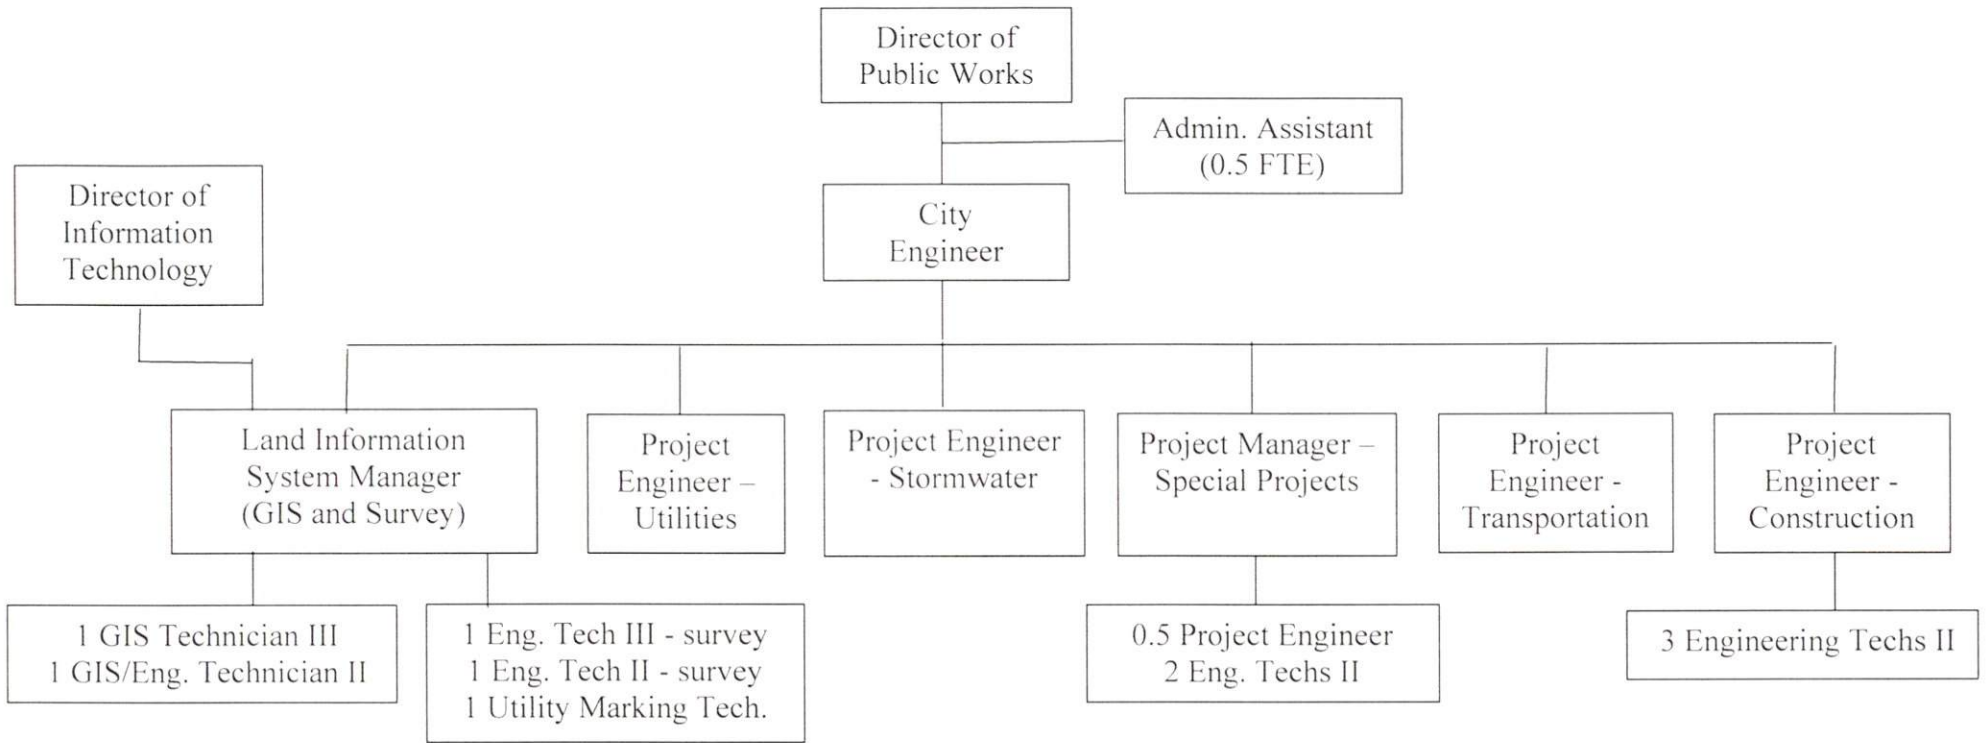 Director of
Public Works
Admin. Assistant
(0.5 FTE)
Director of
Information
Technology
City
Engineer
Land Information
System Manager
(GIS and Survey)
Project
Engineer –
Utilities
Project Engineer
- Stormwater
Project Manager –
Special Projects
Project
Engineer -
Transportation
Project
Engineer -
Construction
1 GIS Technician III
1 GIS/Eng. Technician II
1 Eng. Tech III - survey
1 Eng. Tech II - survey
1 Utility Marking Tech.
0.5 Project Engineer
2 Eng. Techs II
3 Engineering Techs II